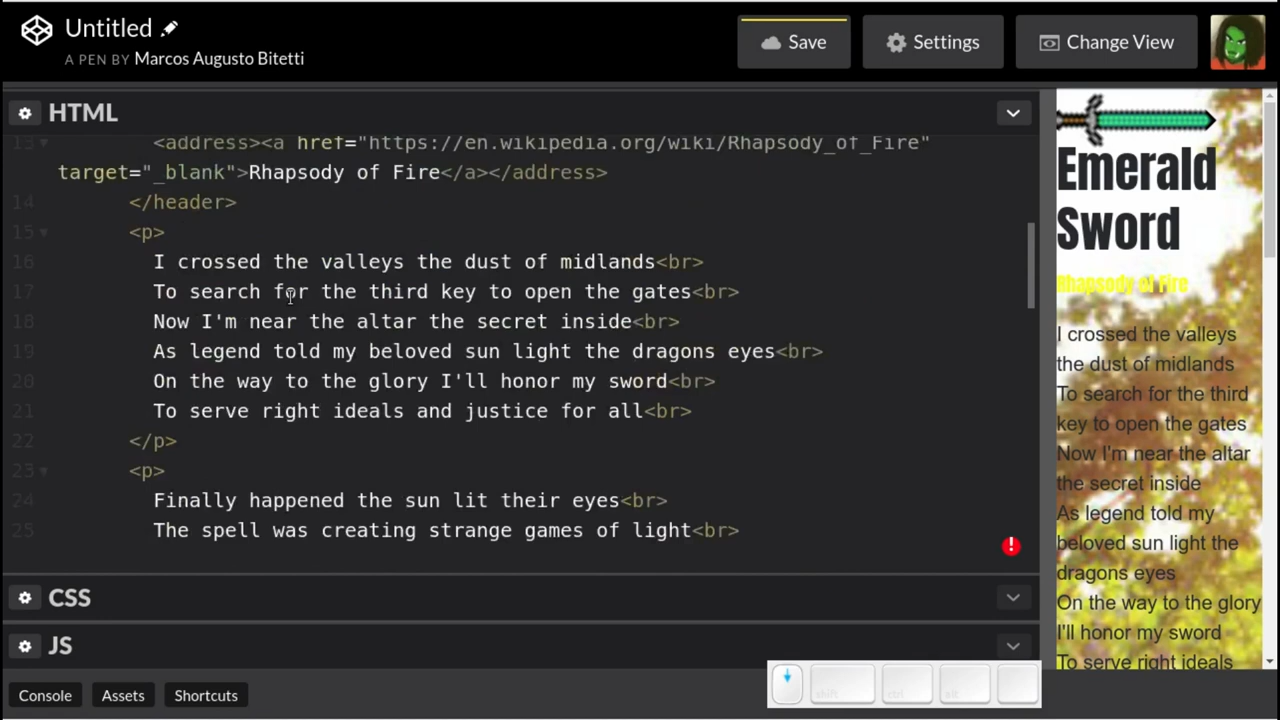 Untitled
A PEN BY Marcos Augusto Bitetti
Save
Settings
Change View
HTML
13 <address><a href="https://en.wikipedia.org/wiki/Rhapsody_of_Fire"
target="_blank">Rhapsody of Fire</a></address>
14 </header>
15 <p>
16 I crossed the valleys the dust of midlands<br>
17 To search for the third key to open the gates<br>
18 Now I'm near the altar the secret inside<br>
19 As legend told my beloved sun light the dragons eyes<br>
20 On the way to the glory I'll honor my sword<br>
21 To serve right ideals and justice for all<br>
22 </p>
23 <p>
24 Finally happened the sun lit their eyes<br>
25 The spell was creating strange games of light<br>
CSS
JS
Console
Assets
Shortcuts
shift
ctrl
alt
Emerald
Sword
Rhapsody of Fire
I crossed the valleys
the dust of midlands
To search for the third
key to open the gates
Now I'm near the altar
the secret inside
As legend told my
beloved sun light the
dragons eyes
On the way to the glory
I'll honor my sword
To serve right ideals